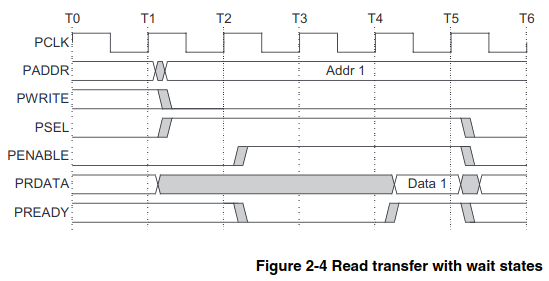 T0 T1 T2 T3 T4 T5 T6
PCLK
PADDR Addr 1
PWRITE
PSEL
PENABLE
PRDATA Data 1
PREADY
Figure 2-4 Read transfer with wait states